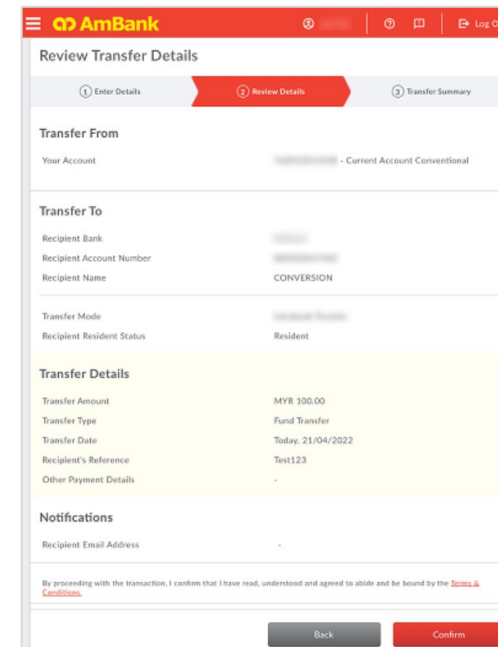 AmBank
Log O
Review Transfer Details
1 Enter Details
2 Review Details
3 Transfer Summary
Transfer From
Your Account - Current Account Conventional
Transfer To
Recipient Bank
Recipient Account Number
Recipient Name CONVERSION
Transfer Mode
Recipient Resident Status Resident
Transfer Details
Transfer Amount MYR 100.00
Transfer Type Fund Transfer
Transfer Date Today, 21/04/2022
Recipient's Reference Test123
Other Payment Details -
Notifications
Recipient Email Address -
By proceeding with the transaction, I confirm that I have read, understood and agreed to abide and be bound by the Terms &
Conditions.
Back Confirm